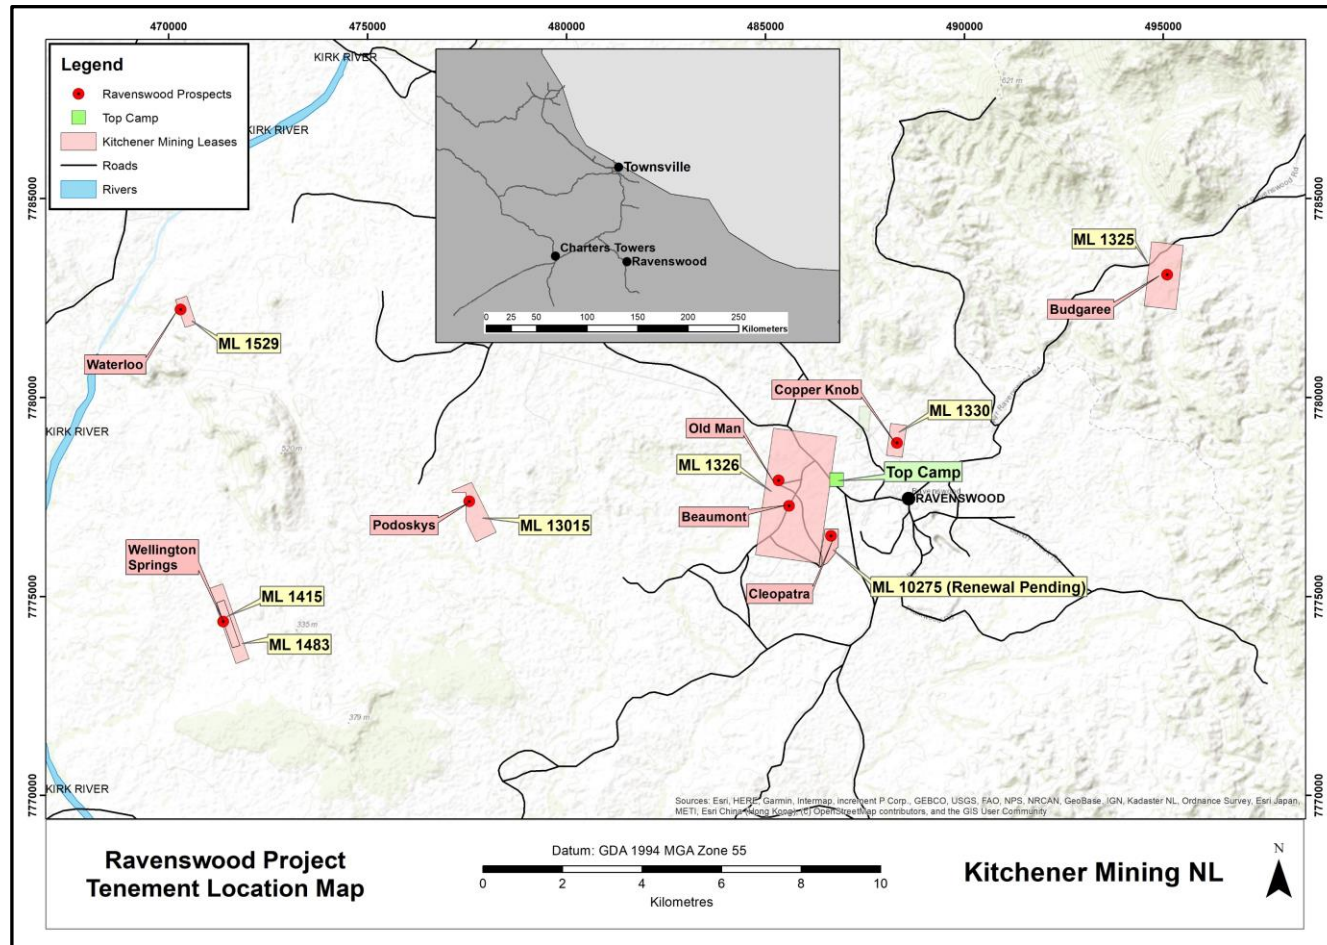 470000
475000
480000
485000
490000
495000
Legend
Ravenswood Prospects
Top Camp
Kitchener Mining Leases
Roads
Rivers
KIRK RIVER
KIRK RIVER
621 m
Townsville
Charters Towers
Ravenswood
0 25 50 100 150 200 250
Kilometers
7785000
7785000
ML 1325
Budgaree
ML 1529
Waterloo
7780000
7780000
KIRK RIVER
Copper Knob
ML 1330
Old Man
ML 1326
Top Camp
RAVENSWOOD
Beaumont
Podoskys
ML 13015
Wellington
Springs
ML 1415
ML 1483
335 m
Cleopatra
ML 10275 (Renewal Pending)
7775000
7775000
379 m
KIRK RIVER
7770000
7770000
Sources: Esri, HERE, Garmin, Intermap, increment P Corp., GEBCO, USGS, FAO, NPS, NRCAN, GeoBase, IGN, Kadaster NL, Ordnance Survey, Esri Japan,
METI, Esri China (Hong Kong), (c) OpenStreetMap contributors, and the GIS User Community
Ravenswood Project
Tenement Location Map
Datum: GDA 1994 MGA Zone 55
0 2 4 6 8 10
Kilometres
Kitchener Mining NL
N